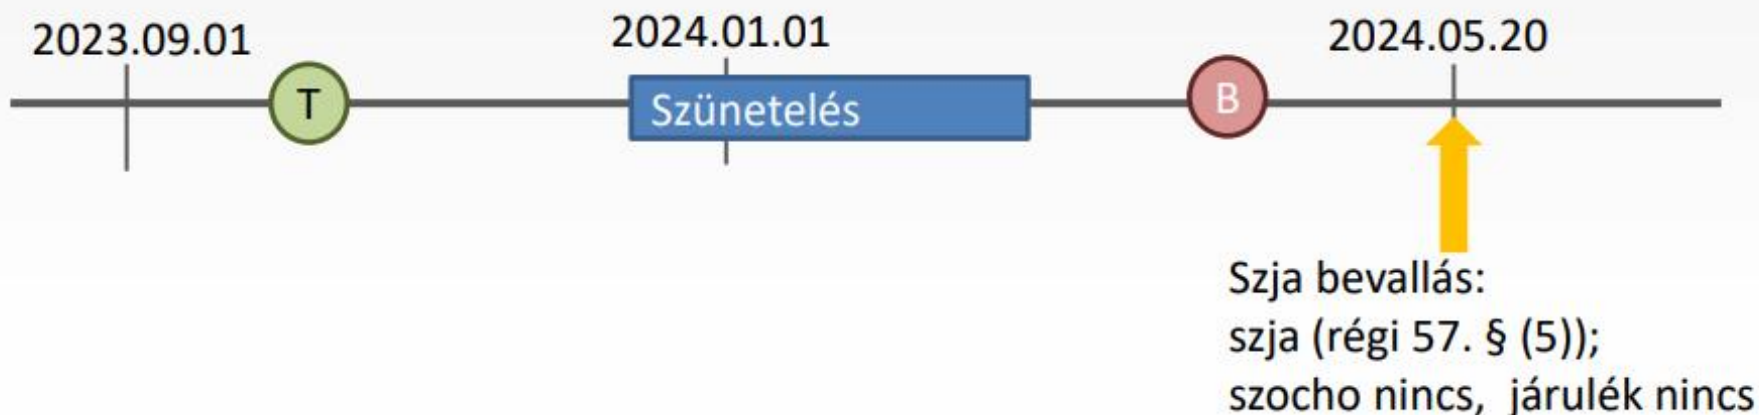 2023.09.01
2024.01.01
2024.05.20
T
Szünetelés
B
Szja bevallás:
szja (régi 57. § (5));
szocho nincs, járulék nincs